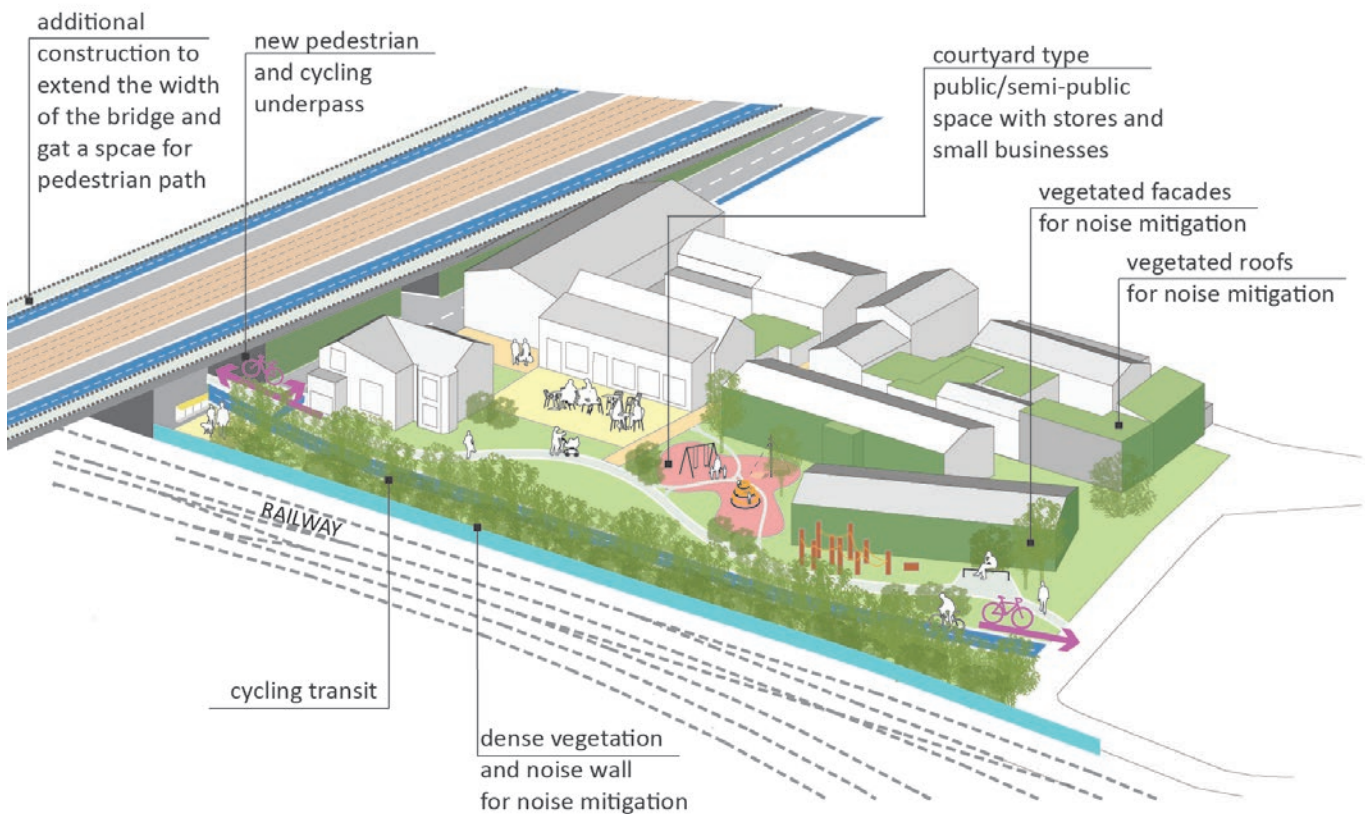 additional
construction to
extend the width
of the bridge and
gat a spcae for
pedestrian path
new pedestrian
and cycling
underpass
courtyard type
public/semi-public
space with stores and
small businesses
vegetated facades
for noise mitigation
vegetated roofs
for noise mitigation
RAILWAY
cycling transit
dense vegetation
and noise wall
for noise mitigation